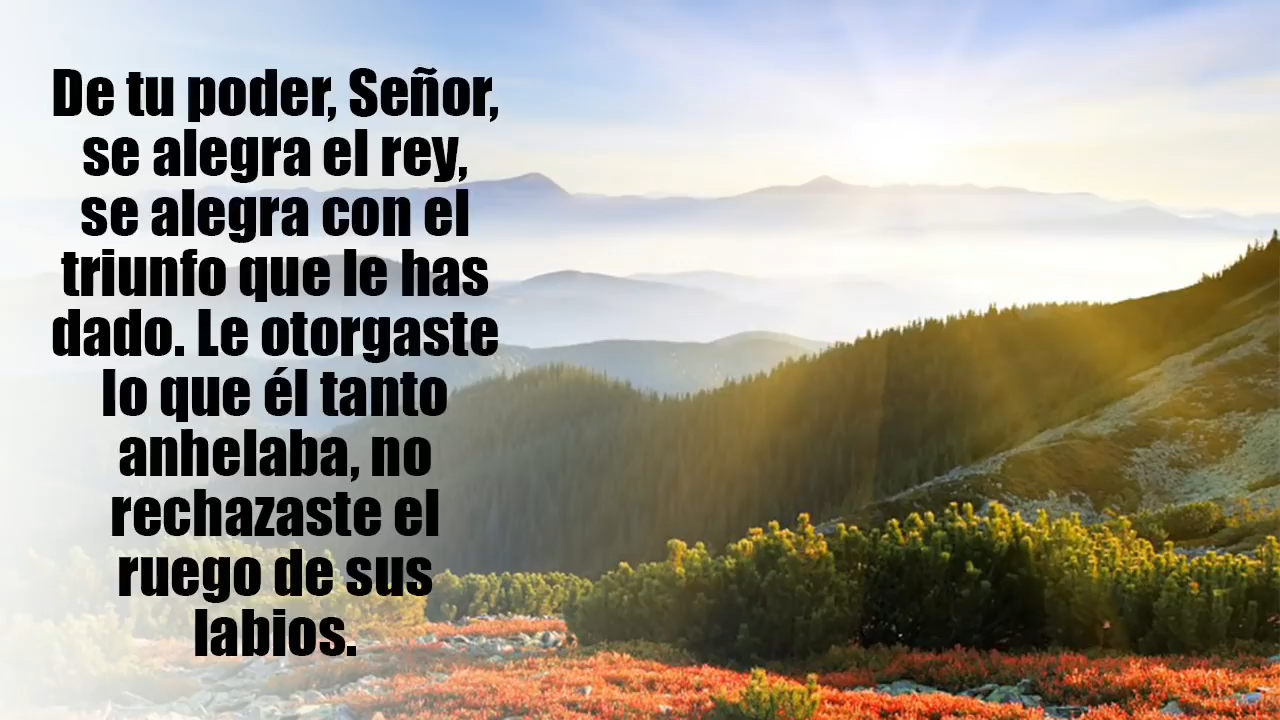 De tu poder, Señor,
se alegra el rey,
se alegra con el
triunfo que le has
dado. Le otorgaste
lo que él tanto
anhelaba, no
rechazaste el
ruego de sus
labios.